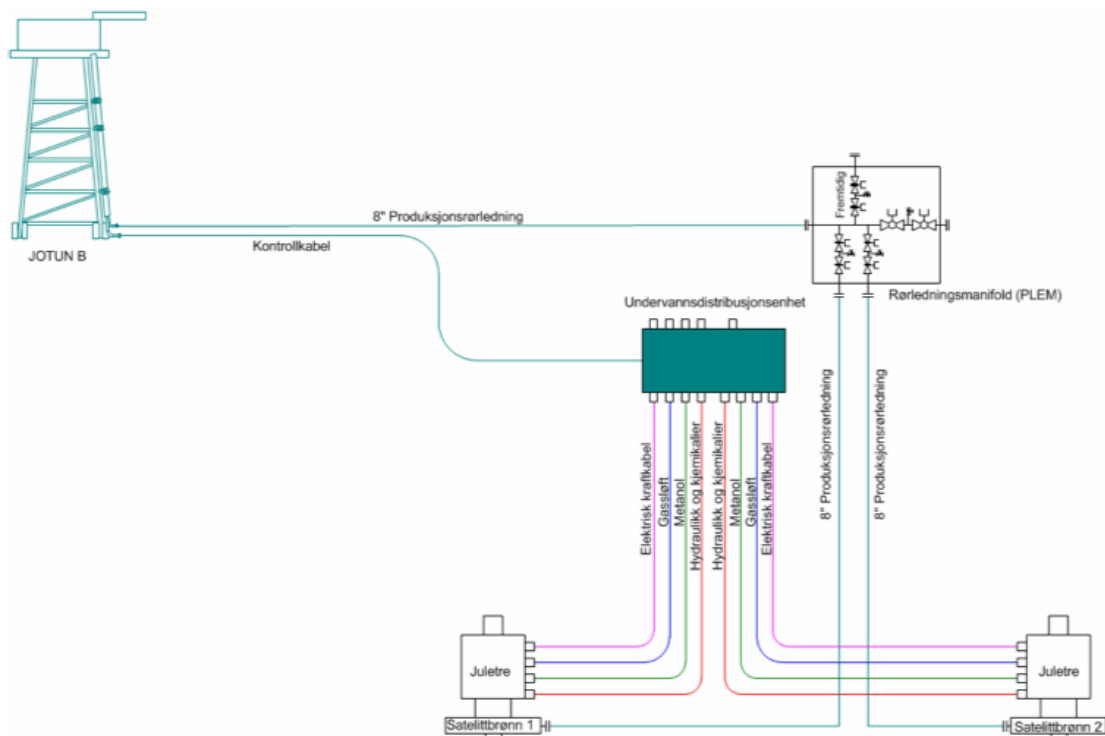 Fremtidig
8" Produksjonsrørledning
Kontrollkabel
JOTUN B
Rørledningsmanifold (PLEM)
Undervannsdistribusjonsenhet
Elektrisk kraftkabel
Gassløft
Metanol
Hydraulikk og kjemikalier
Hydraulikk og kjemikalier
Metanol
Gassløft
Elektrisk kraftkabel
8" Produksjonsrørledning
8" Produksjonsrørledning
Juletre
Juletre
Satelittbrønn 1
Satelittbrønn 2